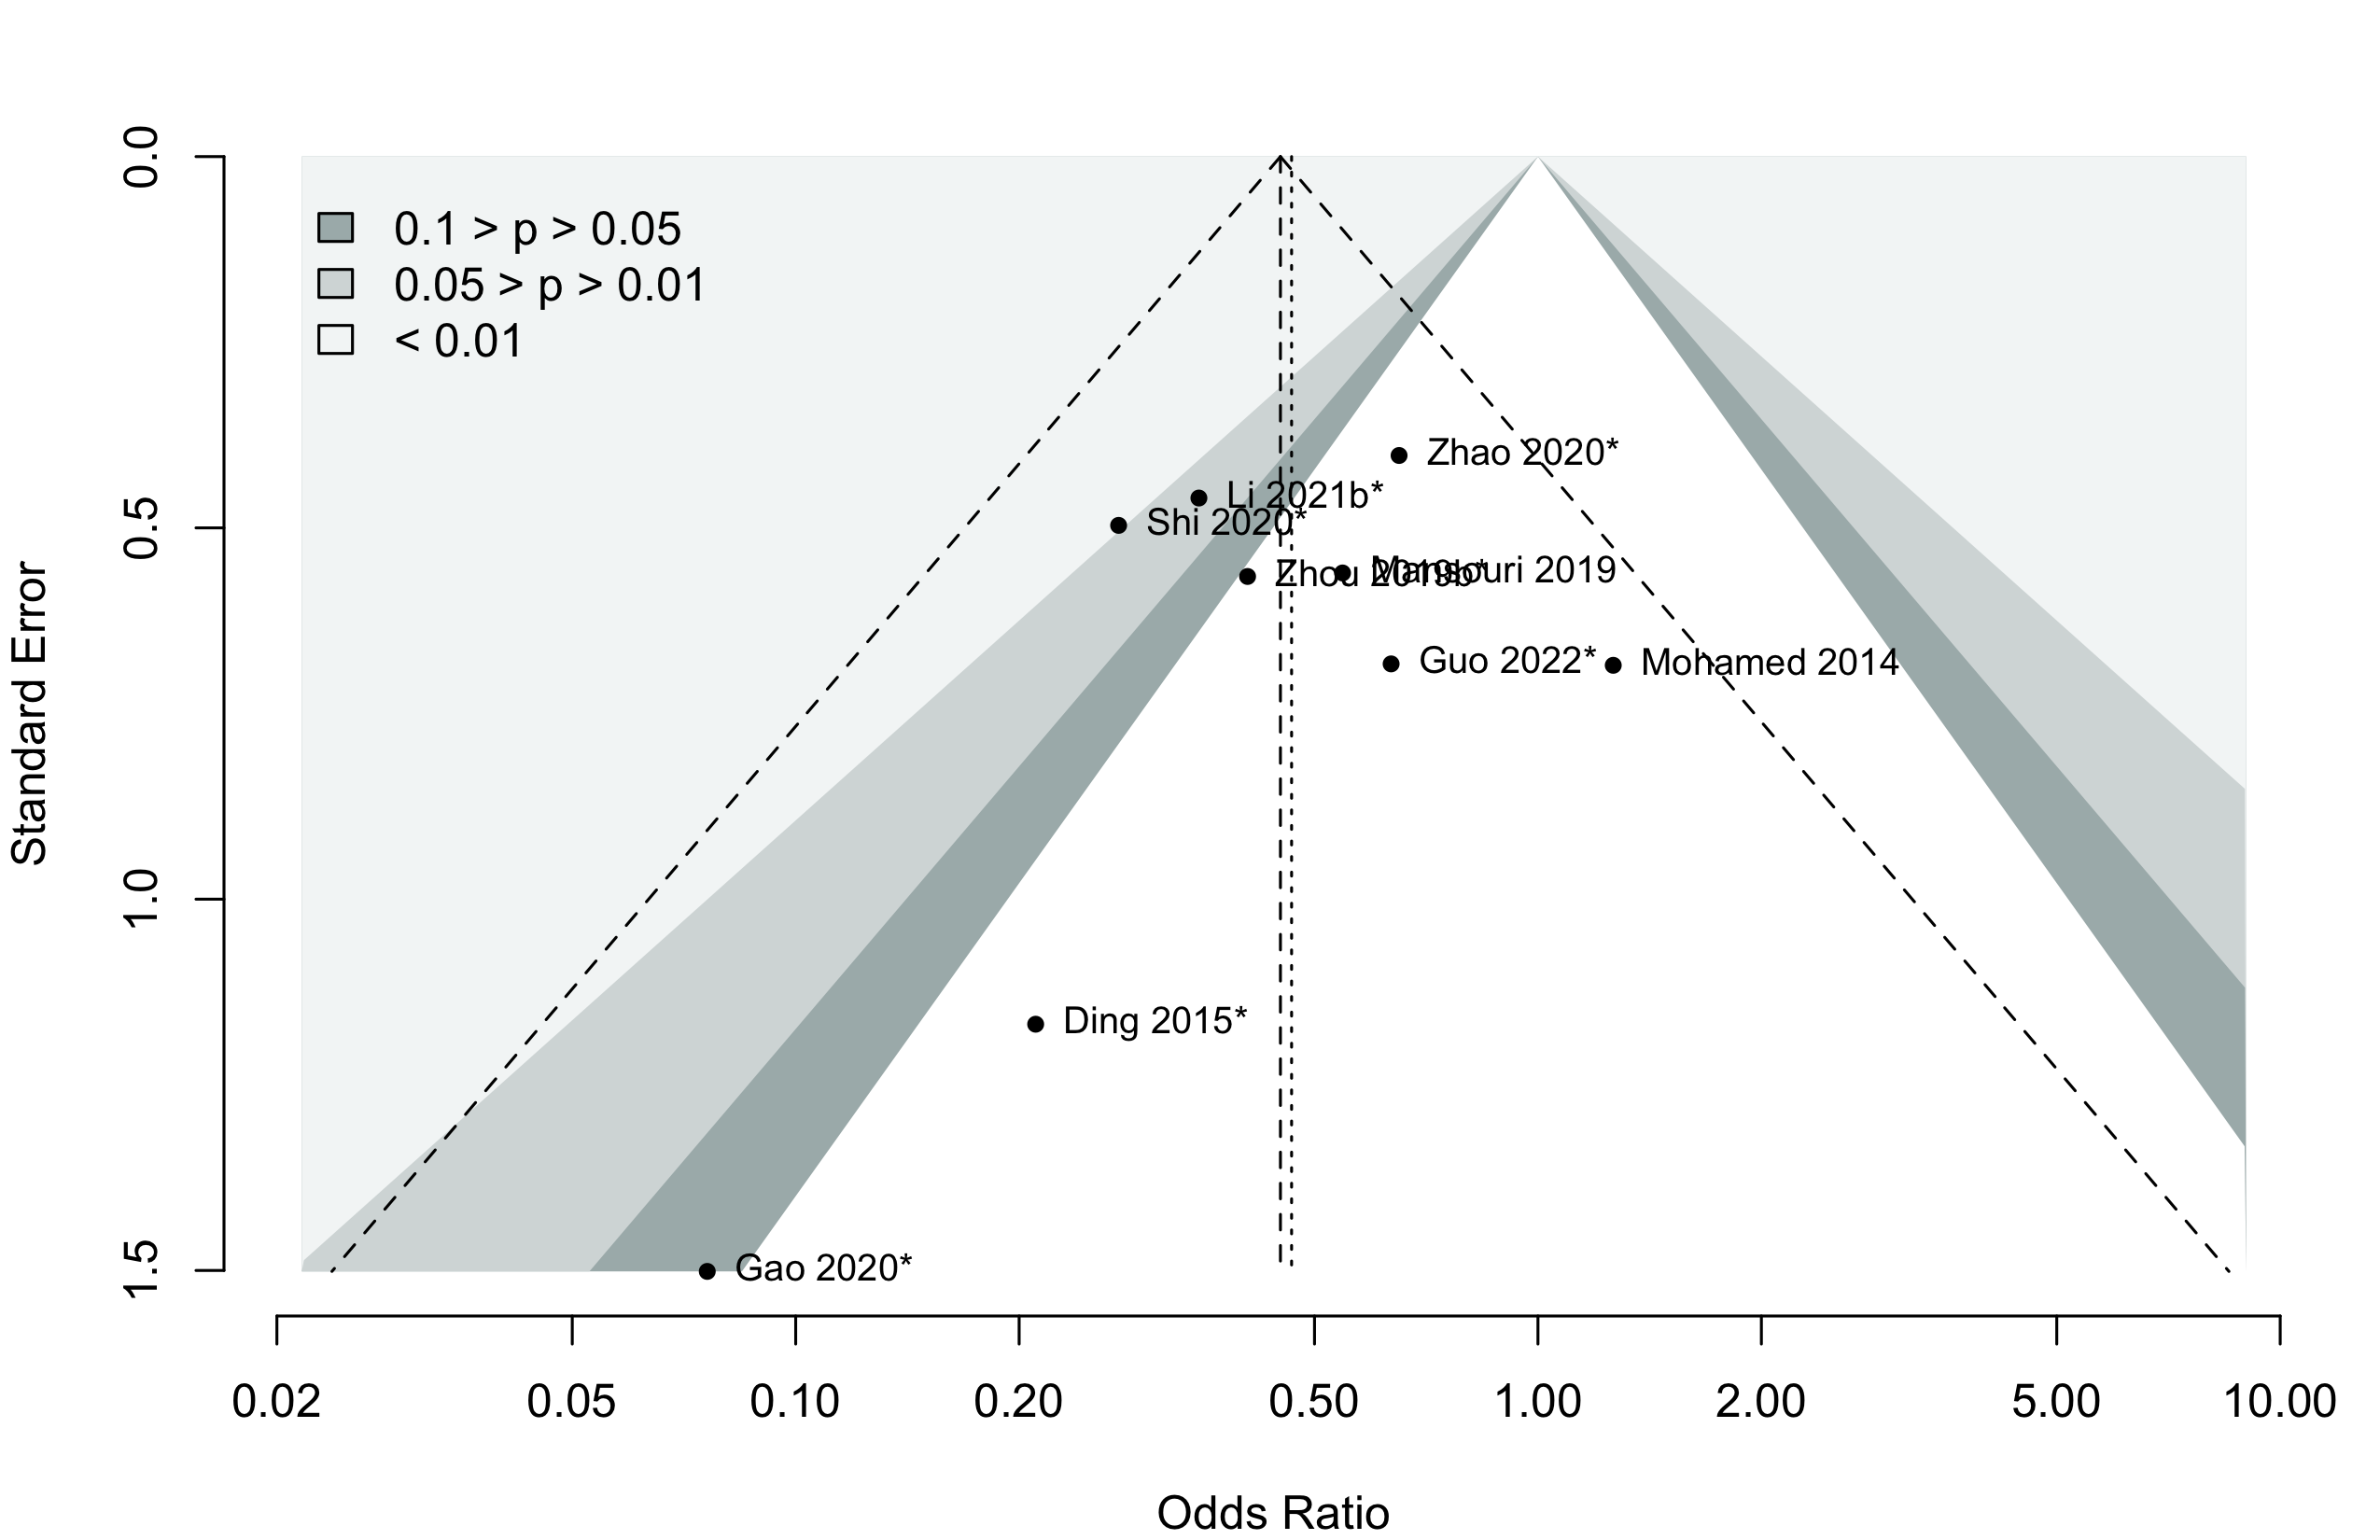 0.1 > p > 0.05
0.05 > p > 0.01
< 0.01
Zhao 2020*
Li 2021b*
Shi 2020*
Zhou 2019b*
Mansouri 2019
Guo 2022*
Mohamed 2014
Ding 2015*
Gao 2020*
Standard Error
0.0
0.5
1.0
1.5
0.02 0.05 0.10 0.20 0.50 1.00 2.00 5.00 10.00
Odds Ratio